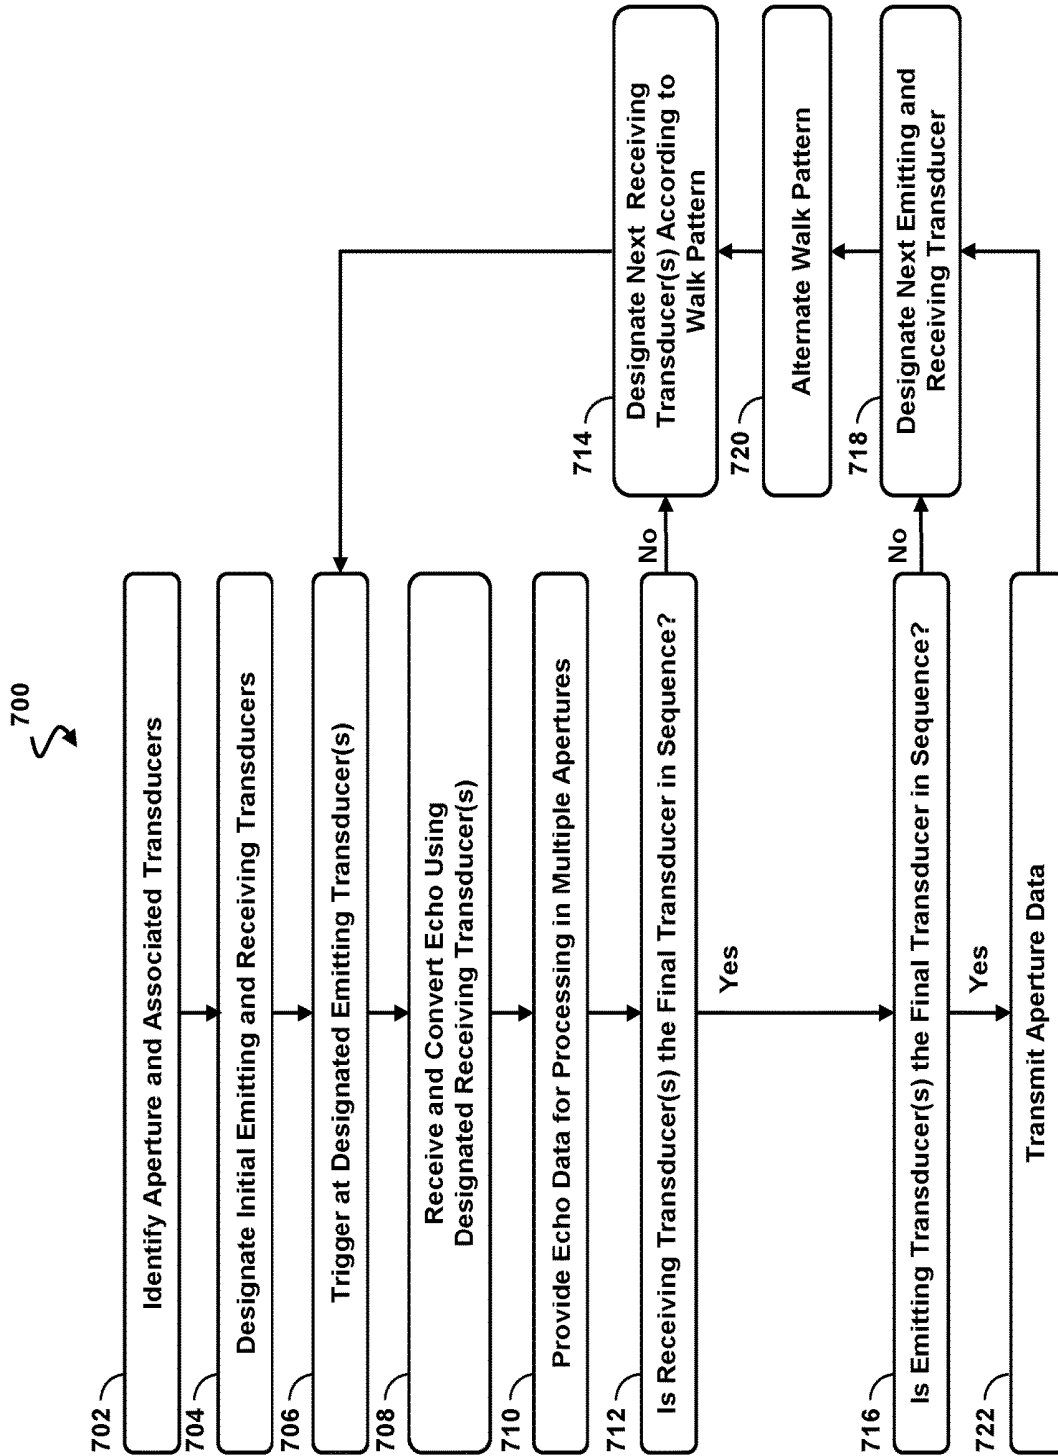 700
702
Identify Aperture and Associated Transducers
704
Designate Initial Emitting and Receiving Transducers
706
Trigger at Designated Emitting Transducer(s)
708
Receive and Convert Echo Using
Designated Receiving Transducer(s)
710
Provide Echo Data for Processing in Multiple Apertures
712
Is Receiving Transducer(s) the Final Transducer in Sequence?
No
Yes
714
Designate Next Receiving
Transducer(s) According to
Walk Pattern
720
Alternate Walk Pattern
718
Designate Next Emitting and
Receiving Transducer
716
Is Emitting Transducer(s) the Final Transducer in Sequence?
No
Yes
722
Transmit Aperture Data